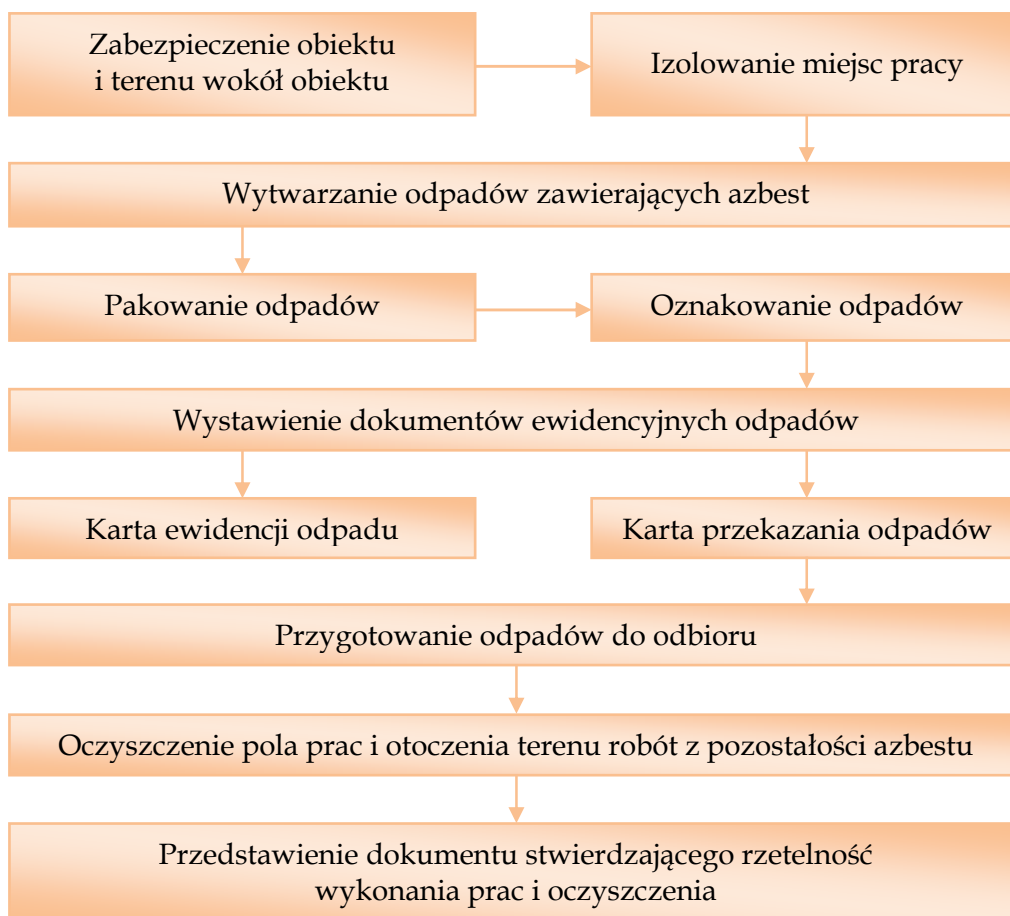 Zabezpieczenie obiektu
i terenu wokół obiektu
Izolowanie miejsc pracy
Wytwarzanie odpadów zawierających azbest
Pakowanie odpadów
Oznakowanie odpadów
Wystawienie dokumentów ewidencyjnych odpadów
Karta ewidencji odpadu
Karta przekazania odpadów
Przygotowanie odpadów do odbioru
Oczyszczenie pola prac i otoczenia terenu robót z pozostałości azbestu
Przedstawienie dokumentu stwierdzającego rzetelność
wykonania prac i oczyszczenia